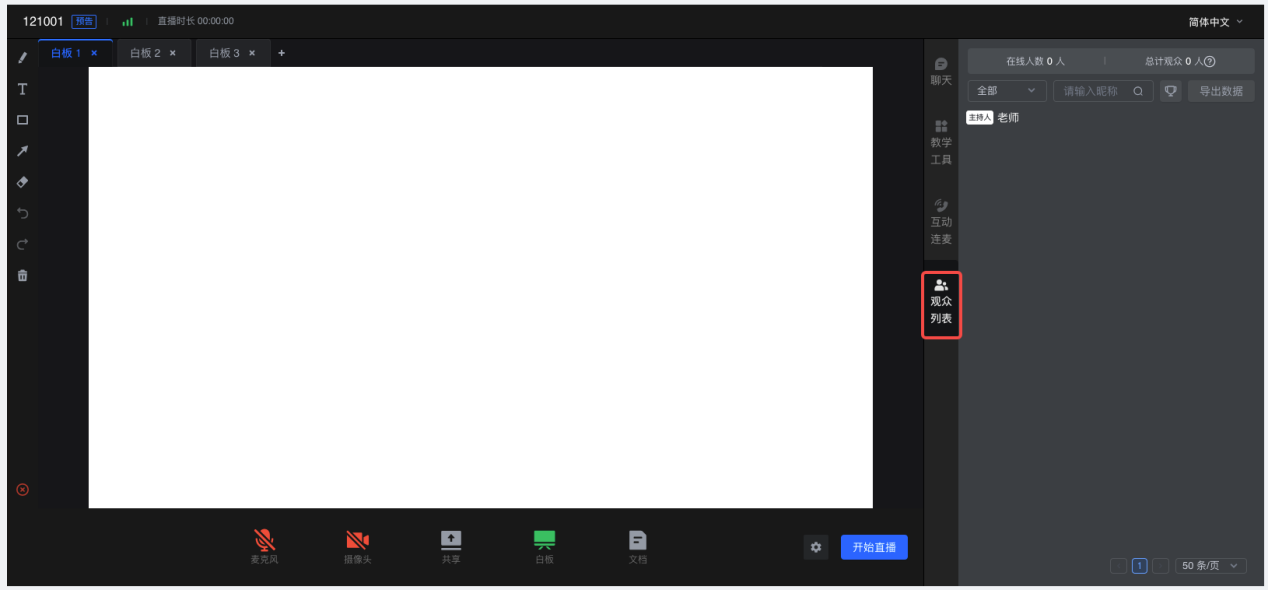 121001 预告 直播时长 00:00:00 简体中文
白板 1 × 白板 2 × 白板 3 × +
T
聊天
教学
工具
互动
连麦
观众
列表
在线人数 0 人 总计观众 0 人
全部 请输入昵称 导出数据
主持人 老师
麦克风 摄像头 共享 白板 文档 开始直播
1 50 条/页